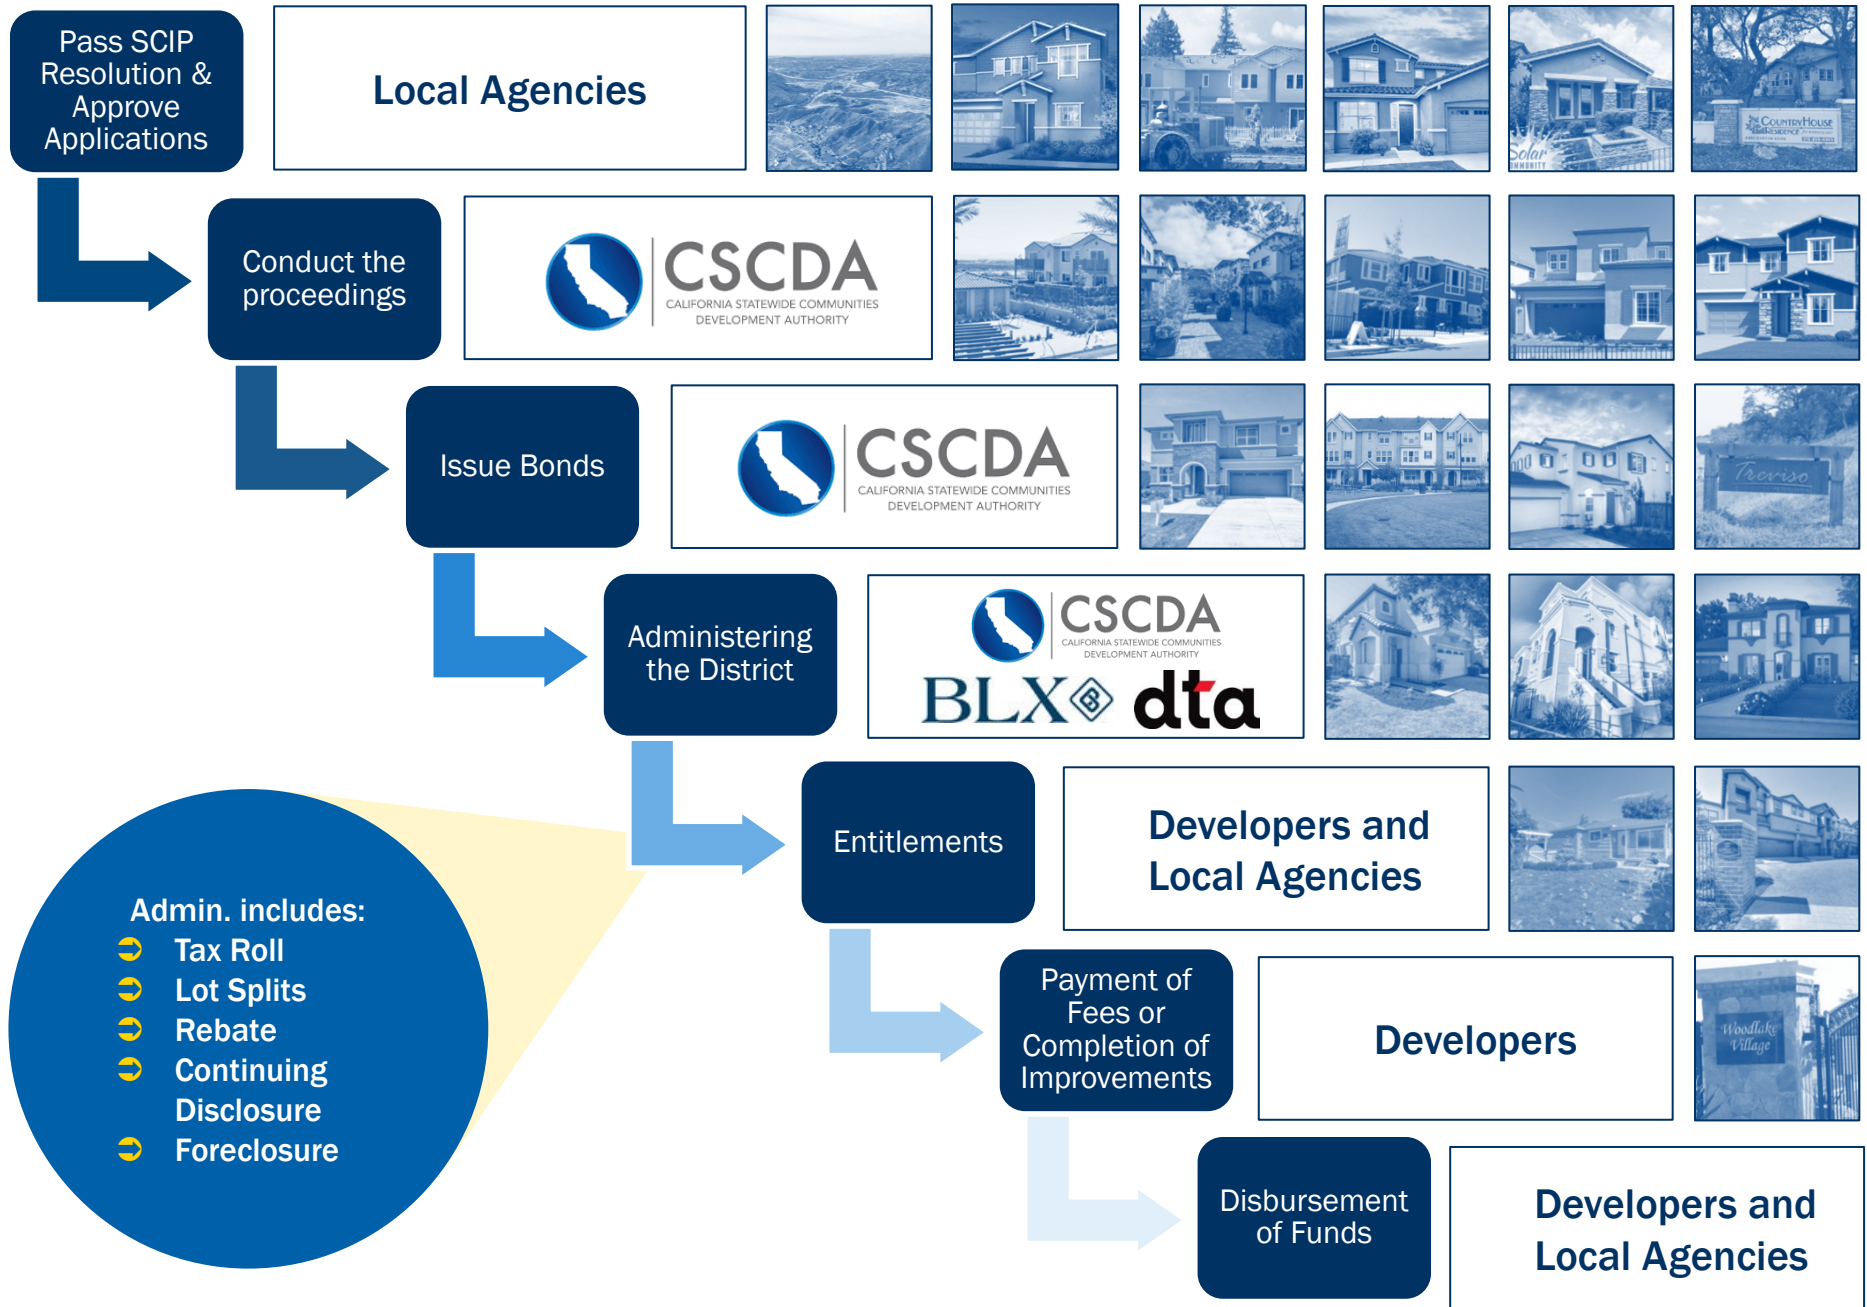 Pass SCIP
Resolution &
Approve
Applications
Local Agencies
Solar
COMMUNITY
COUNTRYHOUSE
RESIDENCE
Conduct the
proceedings
CSCDA
CALIFORNIA STATEWIDE COMMUNITIES
DEVELOPMENT AUTHORITY
Issue Bonds
CSCDA
CALIFORNIA STATEWIDE COMMUNITIES
DEVELOPMENT AUTHORITY
Treviso
Administering
the District
CSCDA
CALIFORNIA STATEWIDE COMMUNITIES
DEVELOPMENT AUTHORITY
BLX
dta
Entitlements
Developers and
Local Agencies
Admin. includes:
Tax Roll
Lot Splits
Rebate
Continuing
Disclosure
Foreclosure
Payment of
Fees or
Completion of
Improvements
Developers
Woodlake
Village
Disbursement
of Funds
Developers and
Local Agencies